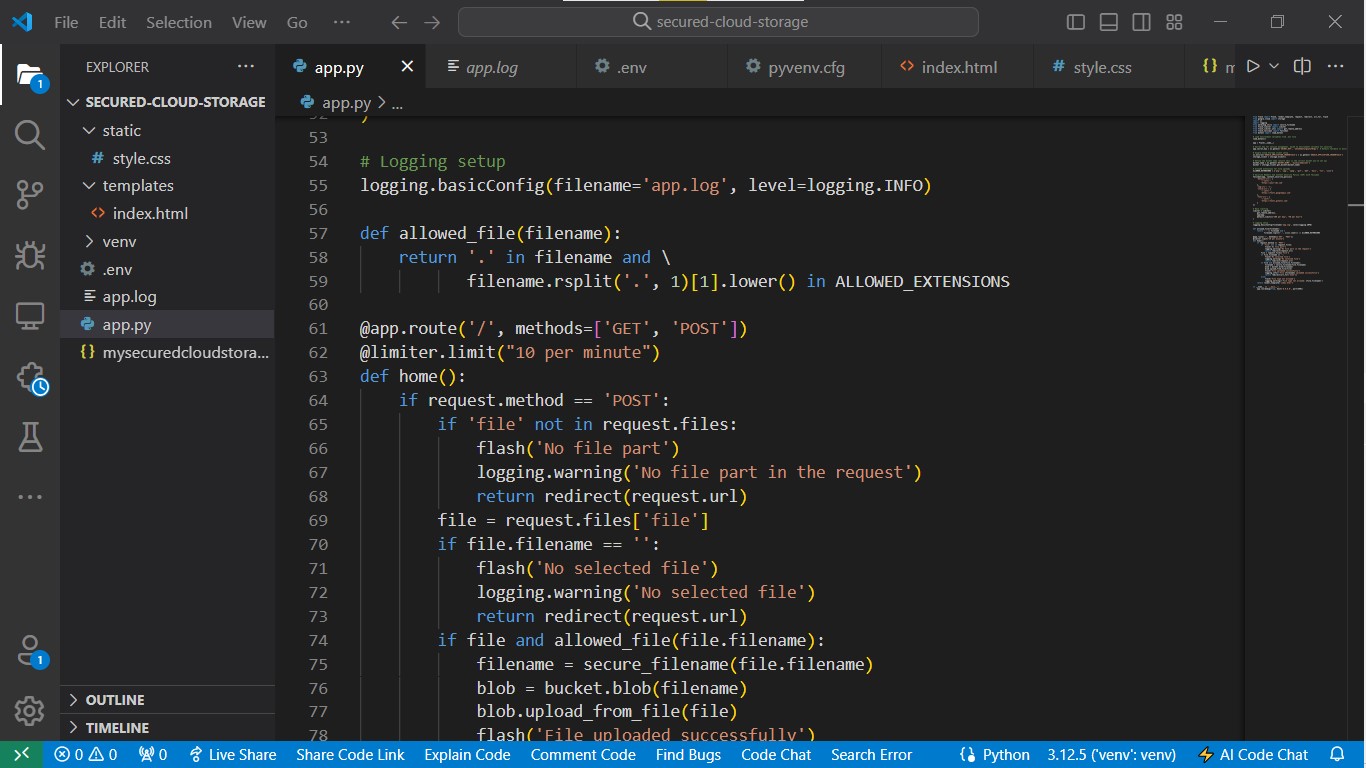 File Edit Selection View Go ··· secured-cloud-storage
EXPLORER ···
SECURED-CLOUD-STORAGE
static
# style.css
templates
<> index.html
venv
.env
app.log
app.py
{} mysecuredcloudstora...
OUTLINE
TIMELINE
1
1
app.py
app.log
.env
pyvenv.cfg
<> index.html
# style.css
{} m
app.py > ...
52 )
53
54 # Logging setup
55 logging.basicConfig(filename='app.log', level=logging.INFO)
56
57 def allowed_file(filename):
58     return '.' in filename and \
59            filename.rsplit('.', 1)[1].lower() in ALLOWED_EXTENSIONS
60
61 @app.route('/', methods=['GET', 'POST'])
62 @limiter.limit("10 per minute")
63 def home():
64     if request.method == 'POST':
65         if 'file' not in request.files:
66             flash('No file part')
67             logging.warning('No file part in the request')
68             return redirect(request.url)
69         file = request.files['file']
70         if file.filename == '':
71             flash('No selected file')
72             logging.warning('No selected file')
73             return redirect(request.url)
74         if file and allowed_file(file.filename):
75             filename = secure_filename(file.filename)
76             blob = bucket.blob(filename)
77             blob.upload_from_file(file)
78             flash('File uploaded successfully')
0 0 0 Live Share Share Code Link Explain Code Comment Code Find Bugs Code Chat Search Error {} Python 3.12.5 ('venv': venv) AI Code Chat